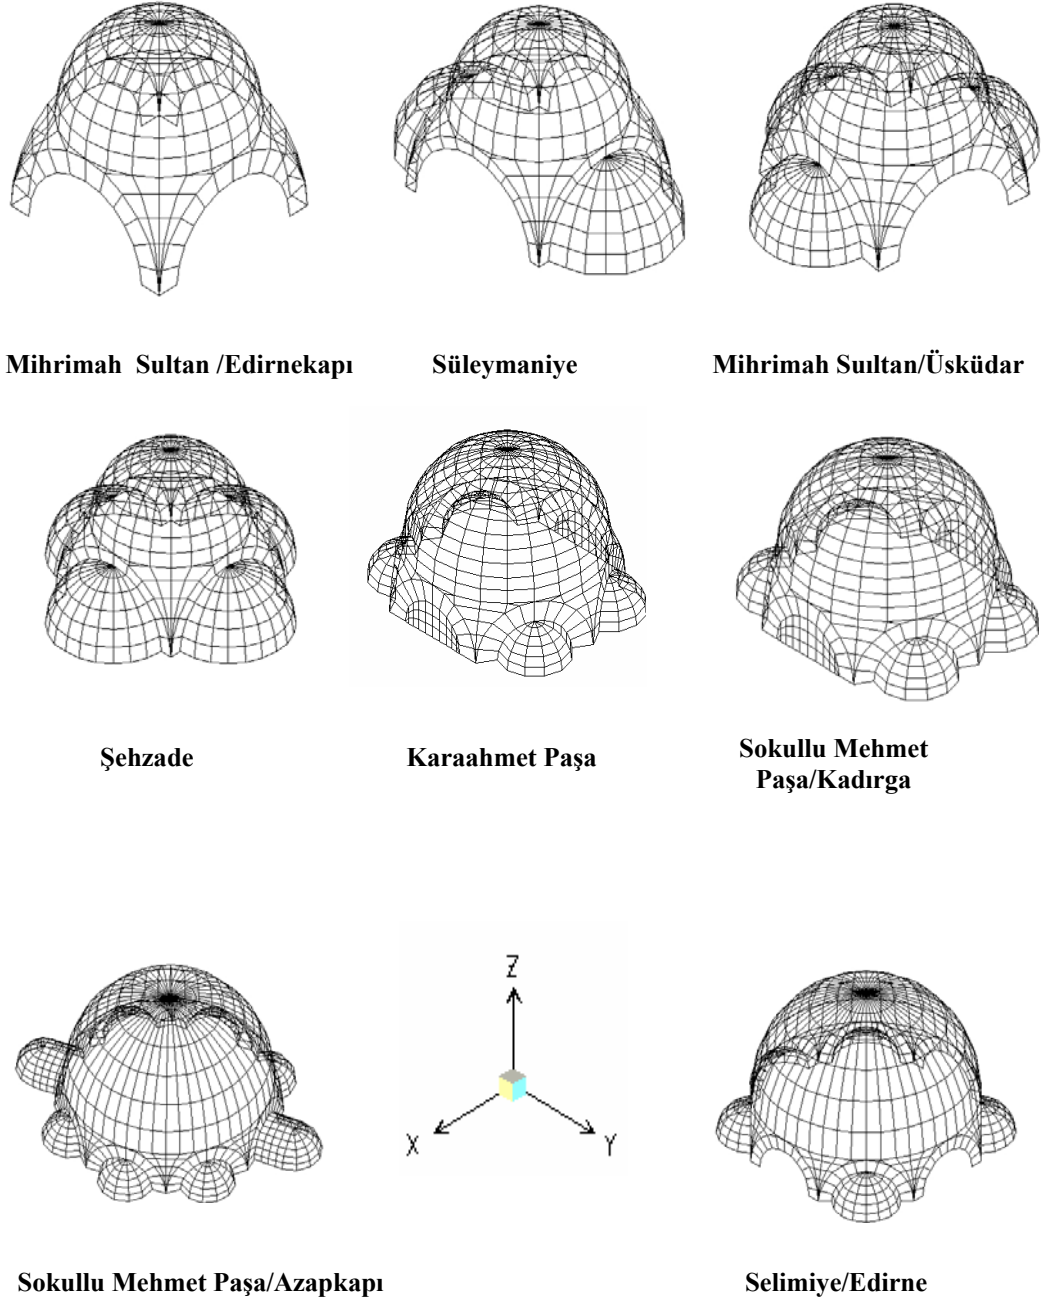 Mihrimah Sultan /Edirnekapı
Süleymaniye
Mihrimah Suıltan/Üsküdar
Şehzade
Karaahmet Paşa
Sokullu Mehmet
Paşa/Kadırga
Z
X
Y
Sokullu Mehmet Paşa/Azapkapı
Selimiye/Edirne